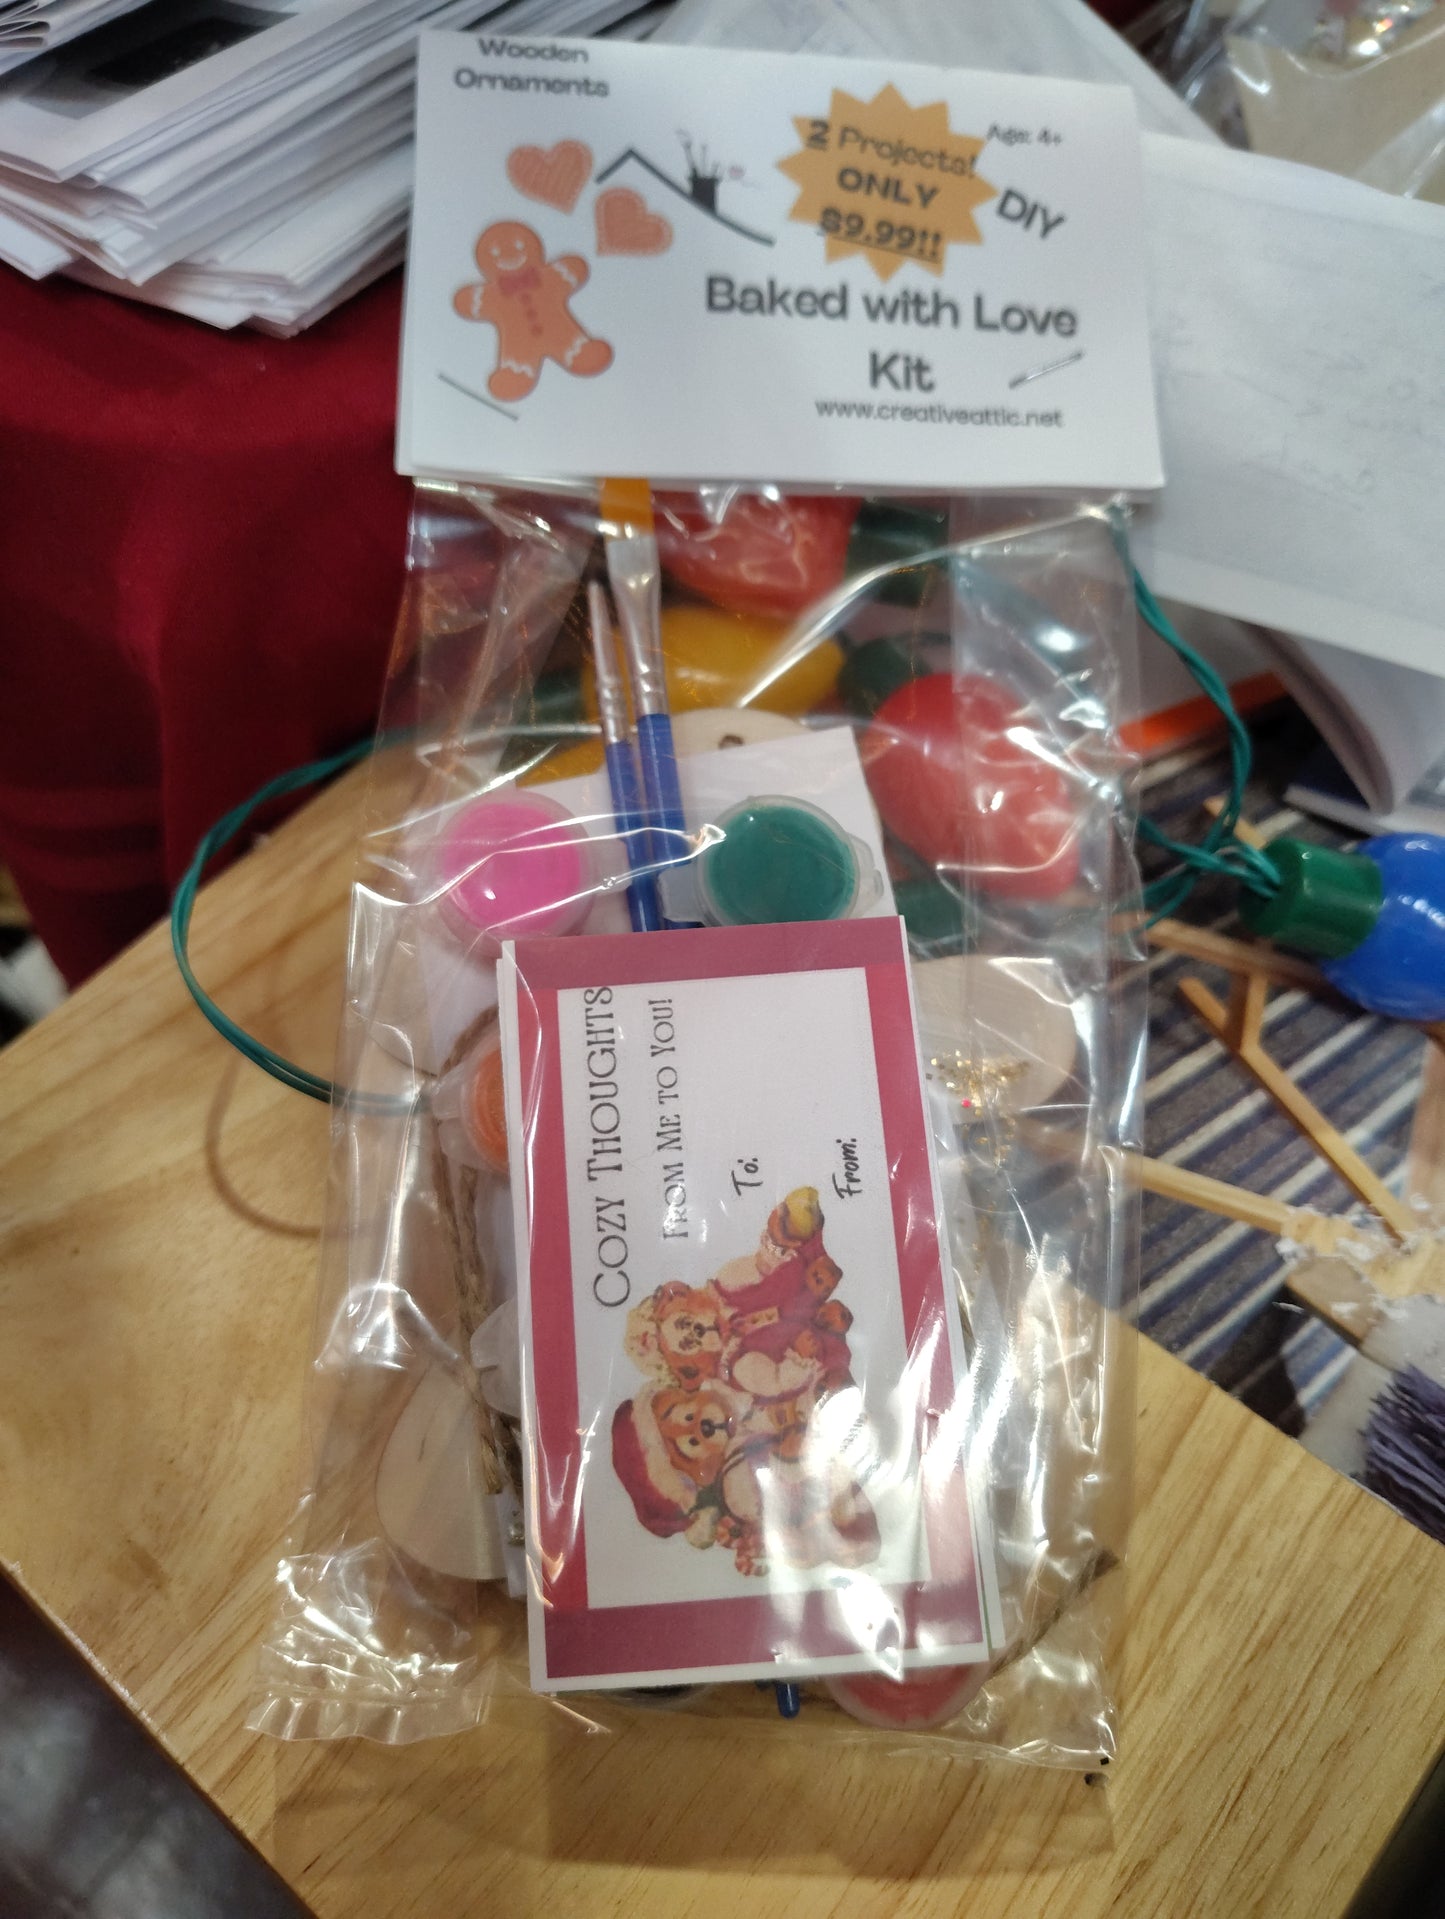 Wooden
Ornaments
2 Projects!
ONLY
$9.99!!
Age: 4+
DIY
Baked with Love
Kit
www.creativeattic.net
COZY THOUGHTS
FROM ME TO YOU!
To:
From: